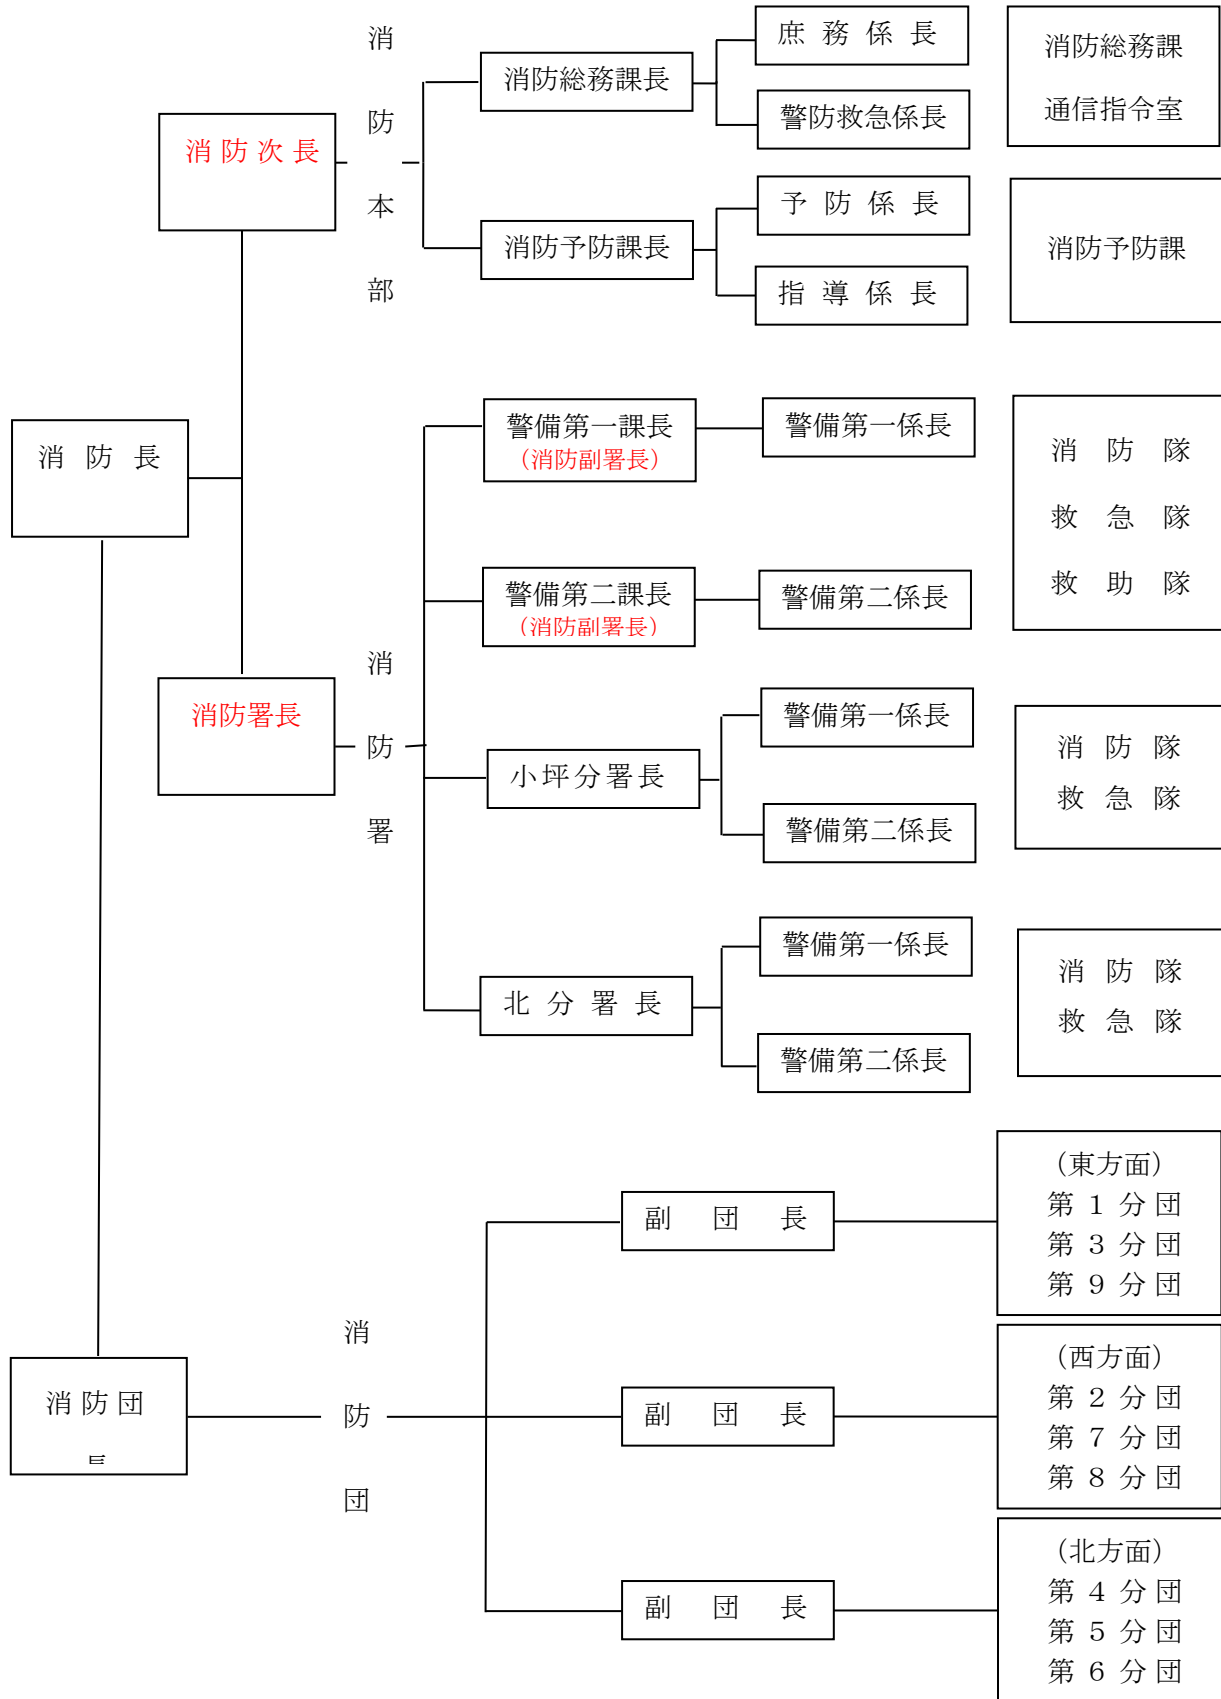 消防長
消防次長
消防本部
消防総務課長
庶務係長
警防救急係長
消防総務課
通信指令室
消防予防課長
予防係長
指導係長
消防予防課
消防署長
消防署
警備第一課長
(消防副署長)
警備第一係長
警備第二課長
(消防副署長)
警備第二係長
消防隊
救急隊
救助隊
小坪分署長
警備第一係長
警備第二係長
消防隊
救急隊
北分署長
警備第一係長
警備第二係長
消防隊
救急隊
消防団
長
消防団
副団長
(東方面)
第1分団
第3分団
第9分団
副団長
(西方面)
第2分団
第7分団
第8分団
副団長
(北方面)
第4分団
第5分団
第6分団